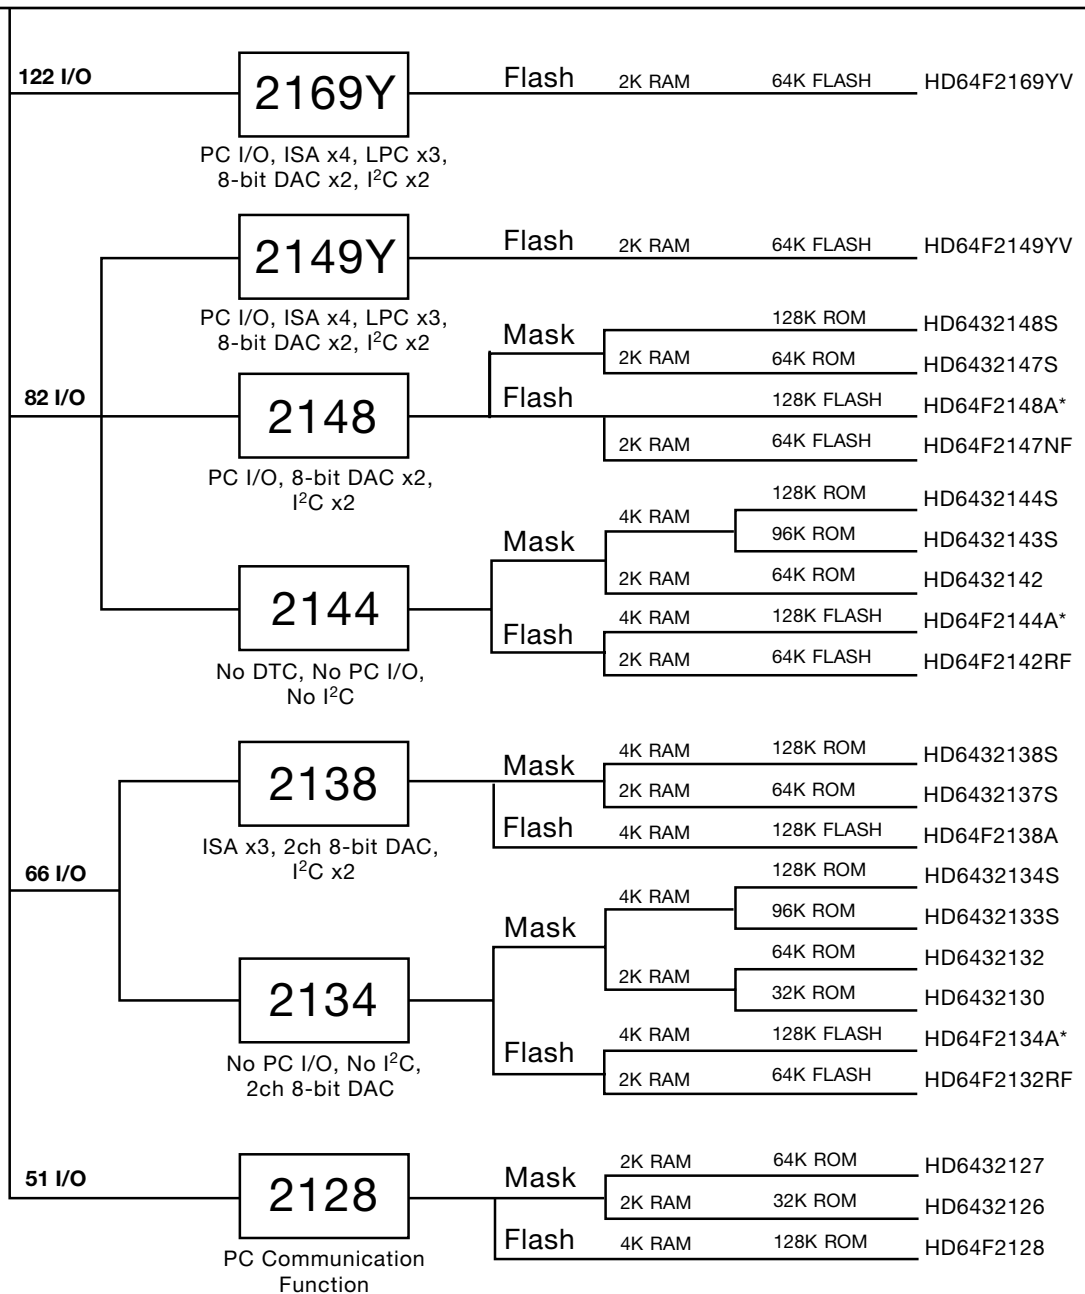 122 I/O
2169Y
Flash 2K RAM 64K FLASH HD64F2169YV
PC I/O, ISA x4, LPC x3,
8-bit DAC x2, I²C x2
2149Y
Flash 2K RAM 64K FLASH HD64F2149YV
PC I/O, ISA x4, LPC x3,
8-bit DAC x2, I²C x2
82 I/O
2148
Mask 128K ROM HD6432148S
2K RAM 64K ROM HD6432147S
Flash 128K FLASH HD64F2148A*
2K RAM 64K FLASH HD64F2147NF
PC I/O, 8-bit DAC x2,
I²C x2
2144
Mask 4K RAM 128K ROM HD6432144S
96K ROM HD6432143S
2K RAM 64K ROM HD6432142
Flash 4K RAM 128K FLASH HD64F2144A*
2K RAM 64K FLASH HD64F2142RF
No DTC, No PC I/O,
No I²C
66 I/O
2138
Mask 4K RAM 128K ROM HD6432138S
2K RAM 64K ROM HD6432137S
Flash 4K RAM 128K FLASH HD64F2138A
ISA x3, 2ch 8-bit DAC,
I²C x2
2134
Mask 4K RAM 128K ROM HD6432134S
96K ROM HD6432133S
2K RAM 64K ROM HD6432132
32K ROM HD6432130
Flash 4K RAM 128K FLASH HD64F2134A*
2K RAM 64K FLASH HD64F2132RF
No PC I/O, No I²C,
2ch 8-bit DAC
51 I/O
2128
Mask 2K RAM 64K ROM HD6432127
2K RAM 32K ROM HD6432126
Flash 4K RAM 128K ROM HD64F2128
PC Communication
Function